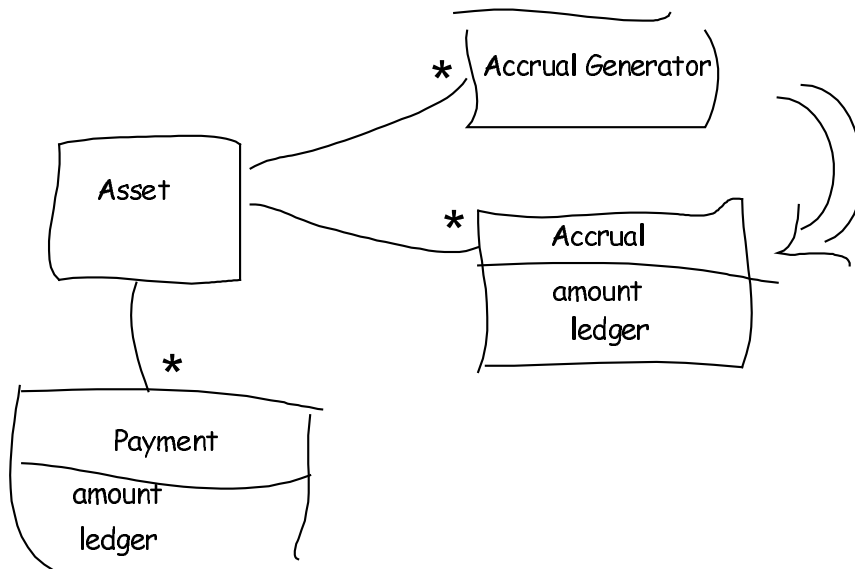 *
Accrual Generator
Asset
*
Accrual
amount
ledger
*
Payment
amount
ledger